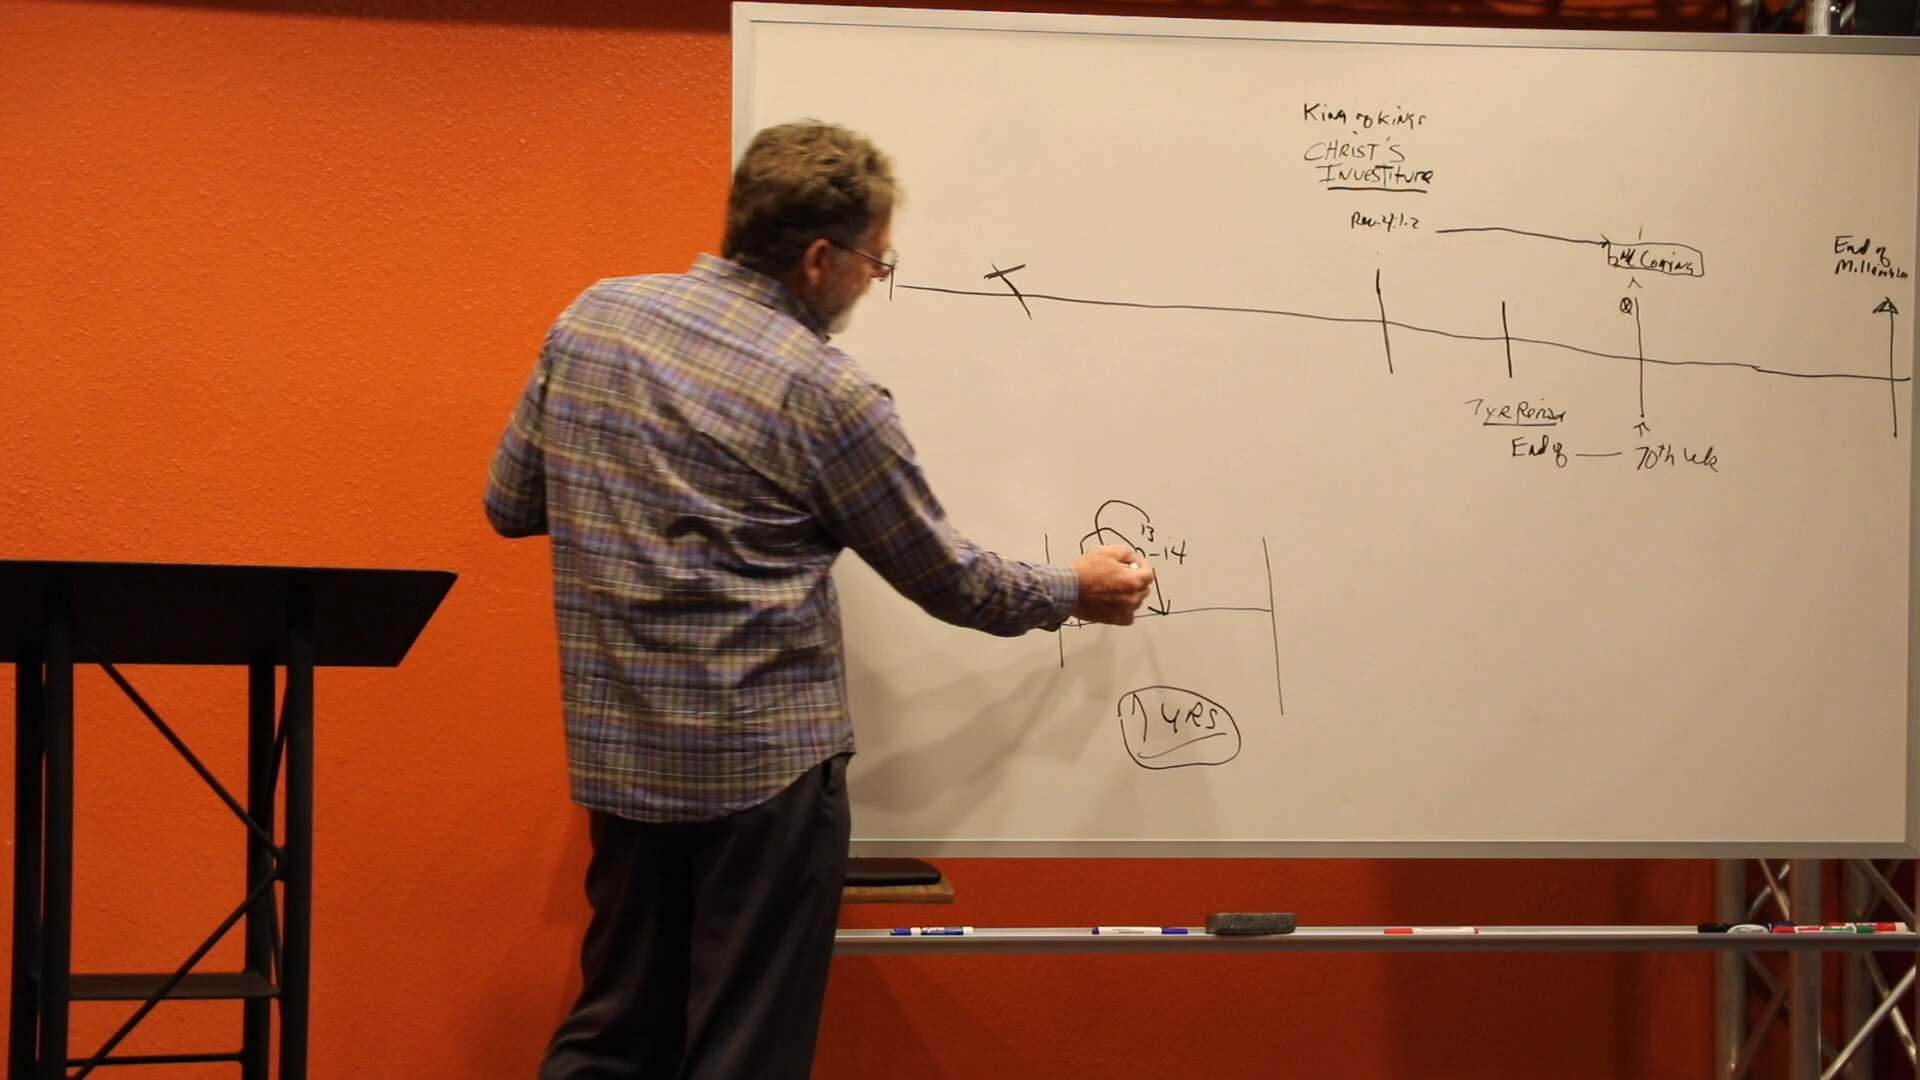 King of Kings
CHRIST'S
INVESTITURE
Rev. 4:1-2
2nd Coming
End of
Millennium
7 yR Period
End of — 70th wk
13
-14
7 YRS